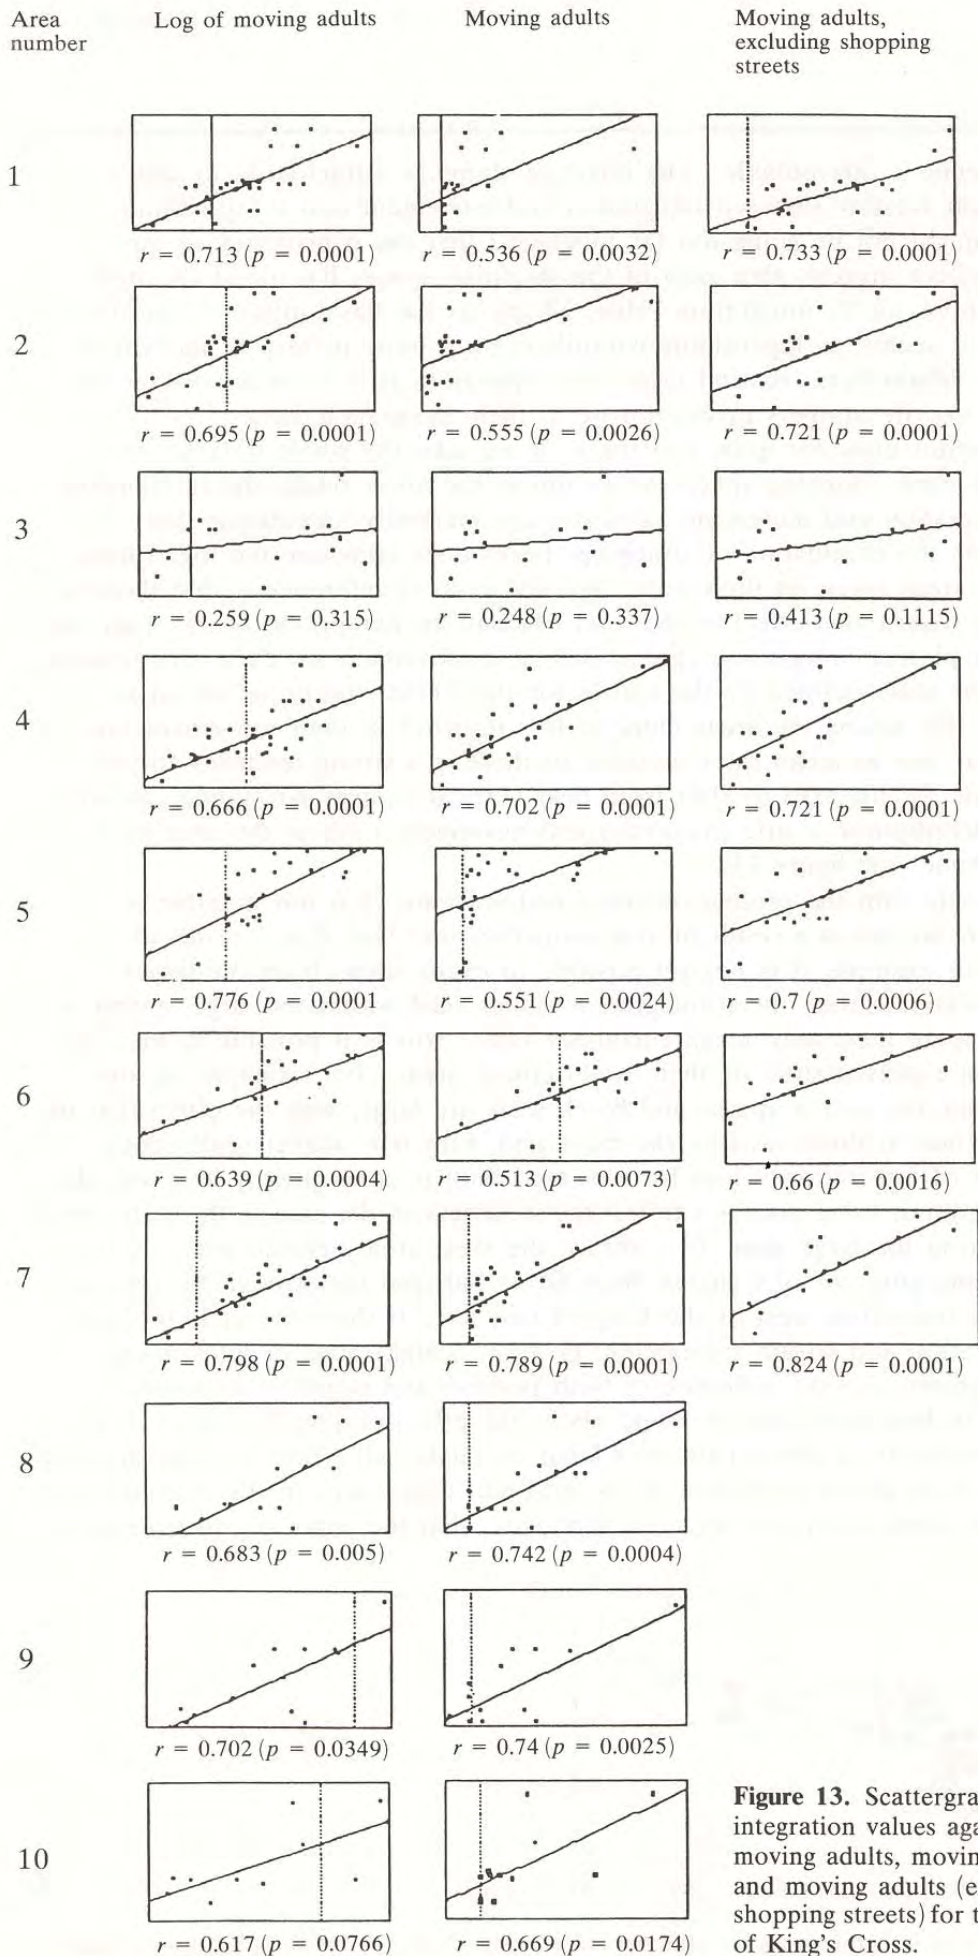 Area number
Log of moving adults
Moving adults
Moving adults, excluding shopping streets
1
r = 0.713 (p = 0.0001)
r = 0.536 (p = 0.0032)
r = 0.733 (p = 0.0001)
2
r = 0.695 (p = 0.0001)
r = 0.555 (p = 0.0026)
r = 0.721 (p = 0.0001)
3
r = 0.259 (p = 0.315)
r = 0.248 (p = 0.337)
r = 0.413 (p = 0.1115)
4
r = 0.666 (p = 0.0001)
r = 0.702 (p = 0.0001)
r = 0.721 (p = 0.0001)
5
r = 0.776 (p = 0.0001
r = 0.551 (p = 0.0024)
r = 0.7 (p = 0.0006)
6
r = 0.639 (p = 0.0004)
r = 0.513 (p = 0.0073)
r = 0.66 (p = 0.0016)
7
r = 0.798 (p = 0.0001)
r = 0.789 (p = 0.0001)
r = 0.824 (p = 0.0001)
8
r = 0.683 (p = 0.005)
r = 0.742 (p = 0.0004)
9
r = 0.702 (p = 0.0349)
r = 0.74 (p = 0.0025)
10
r = 0.617 (p = 0.0766)
r = 0.669 (p = 0.0174)
Figure 13. Scattergra
integration values aga
moving adults, movin
and moving adults (e
shopping streets) for t
of King's Cross.